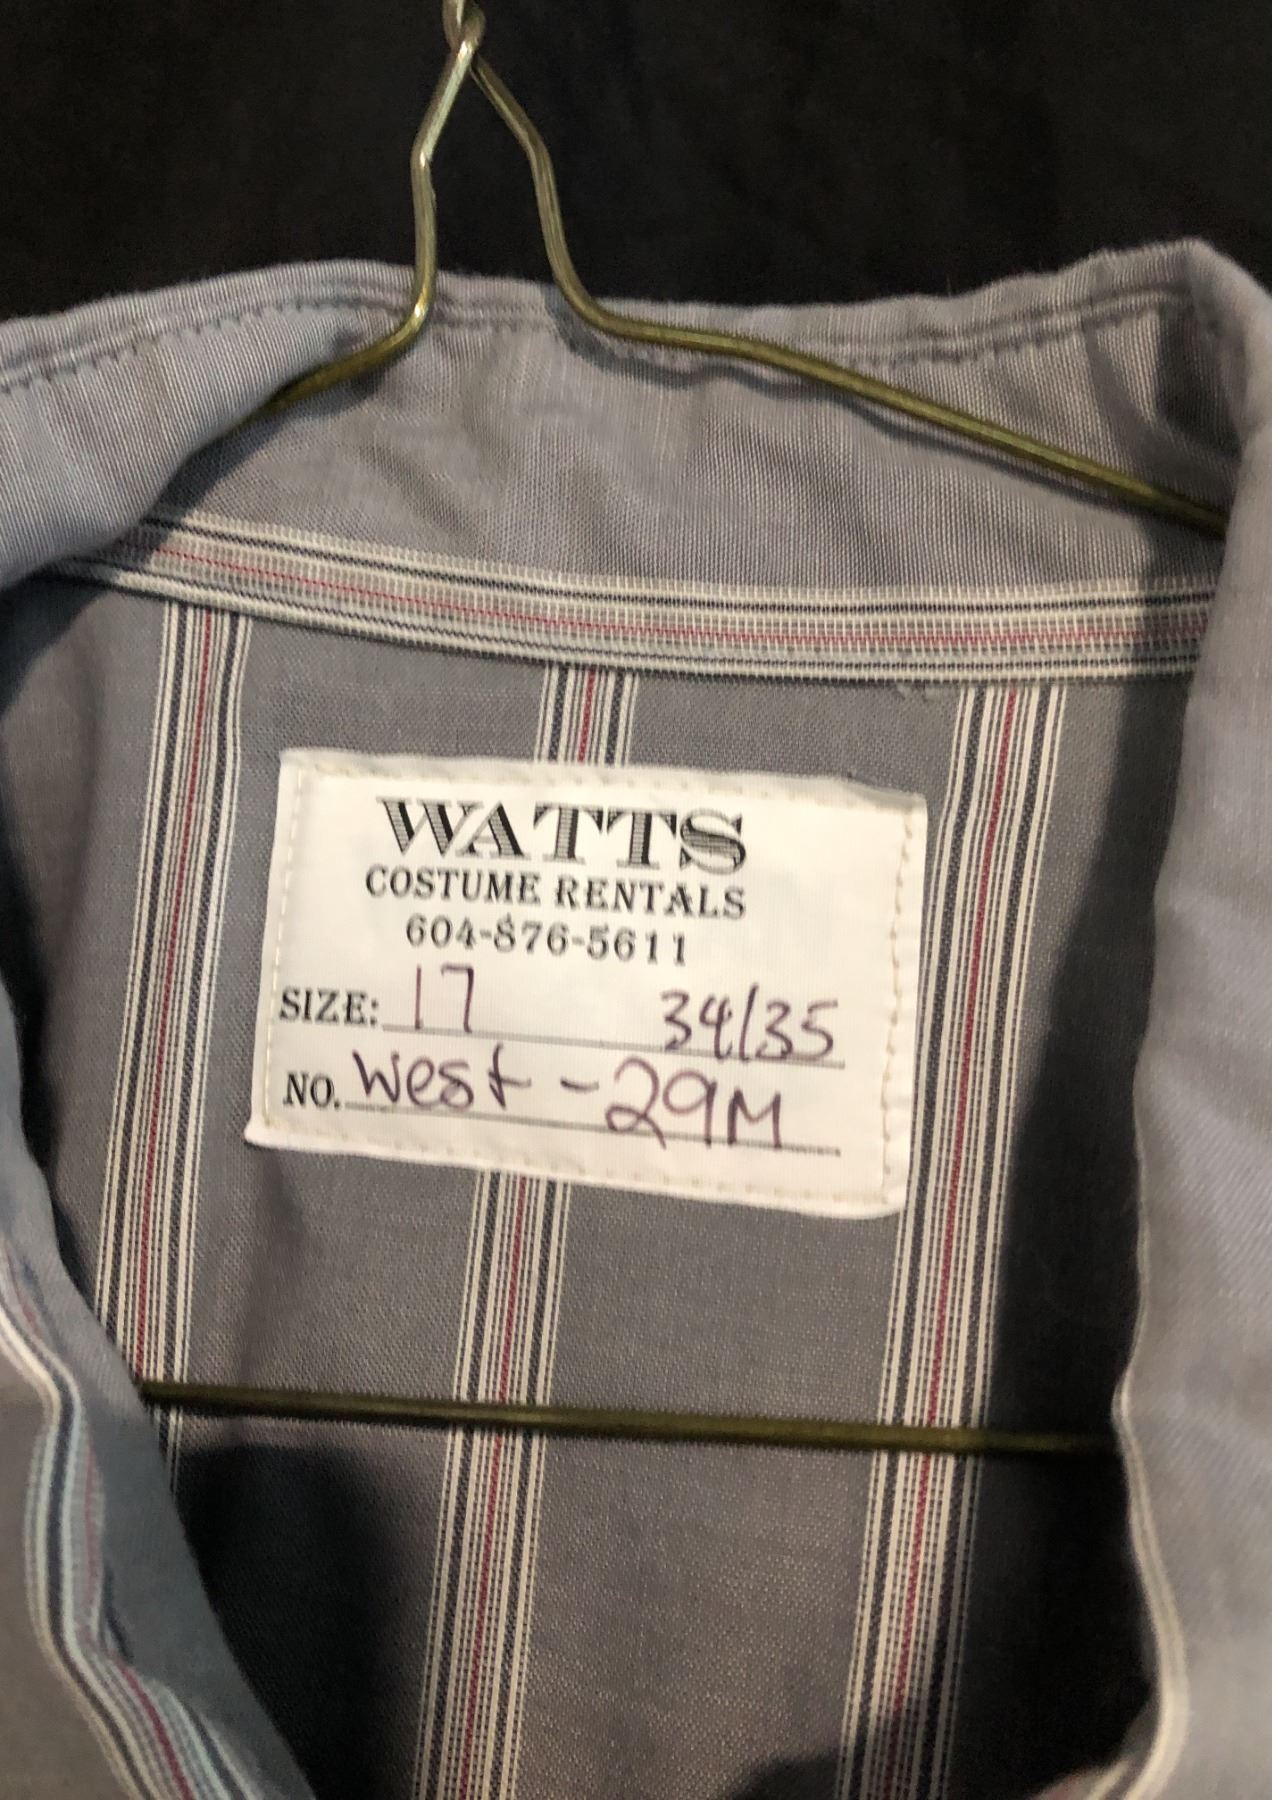 WATTS
COSTUME RENTALS
604-876-5611
SIZE: 17 34/35
NO. West-29M